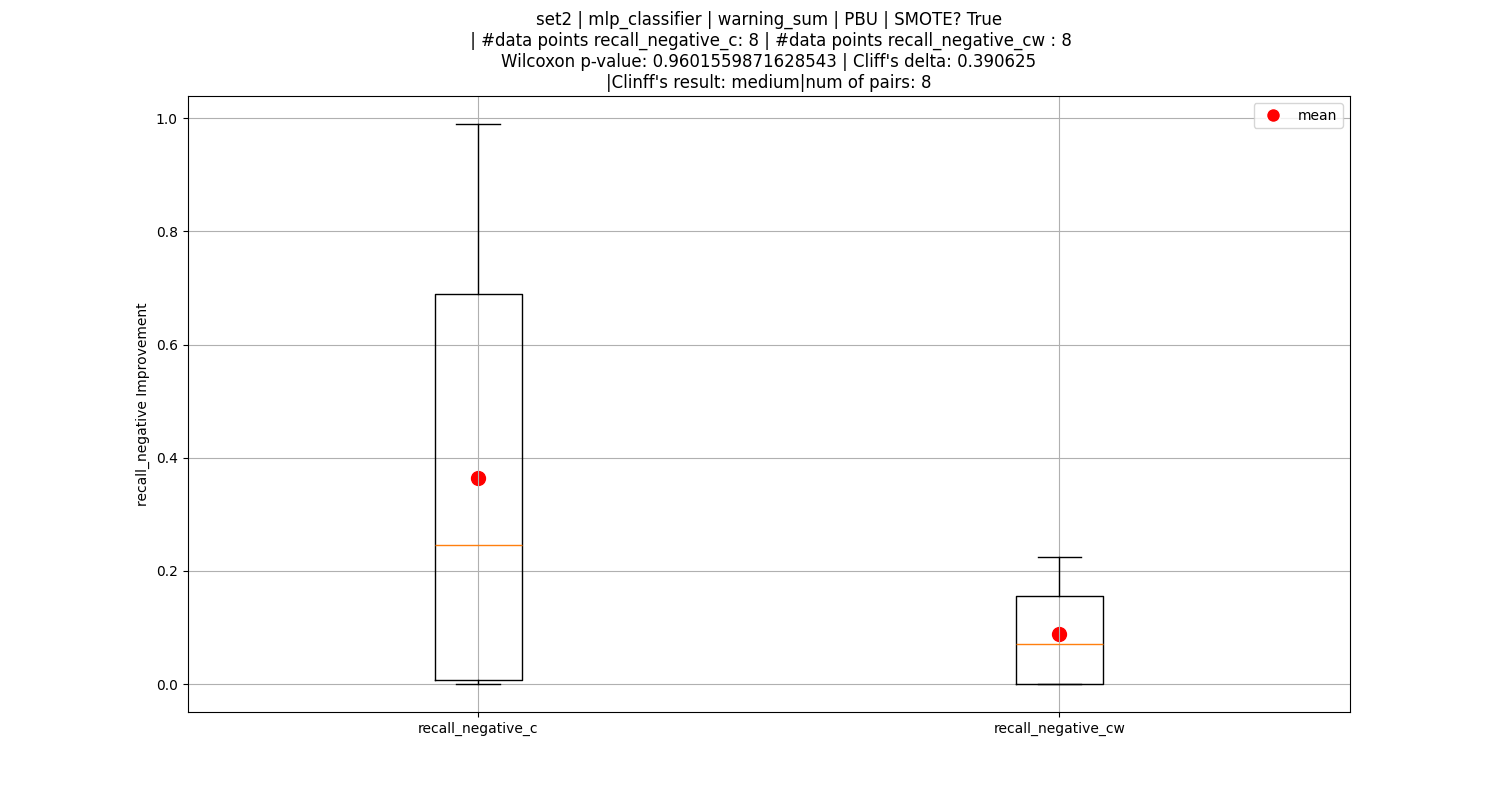 set2 | mlp_classifier | warning_sum | PBU | SMOTE? True
| #data points recall_negative_c: 8 | #data points recall_negative_cw : 8
Wilcoxon p-value: 0.9601559871628543 | Cliff's delta: 0.390625
|Clinff's result: medium|num of pairs: 8
mean
1.0
0.8
0.6
0.4
0.2
0.0
recall_negative Improvement
recall_negative_c
recall_negative_cw